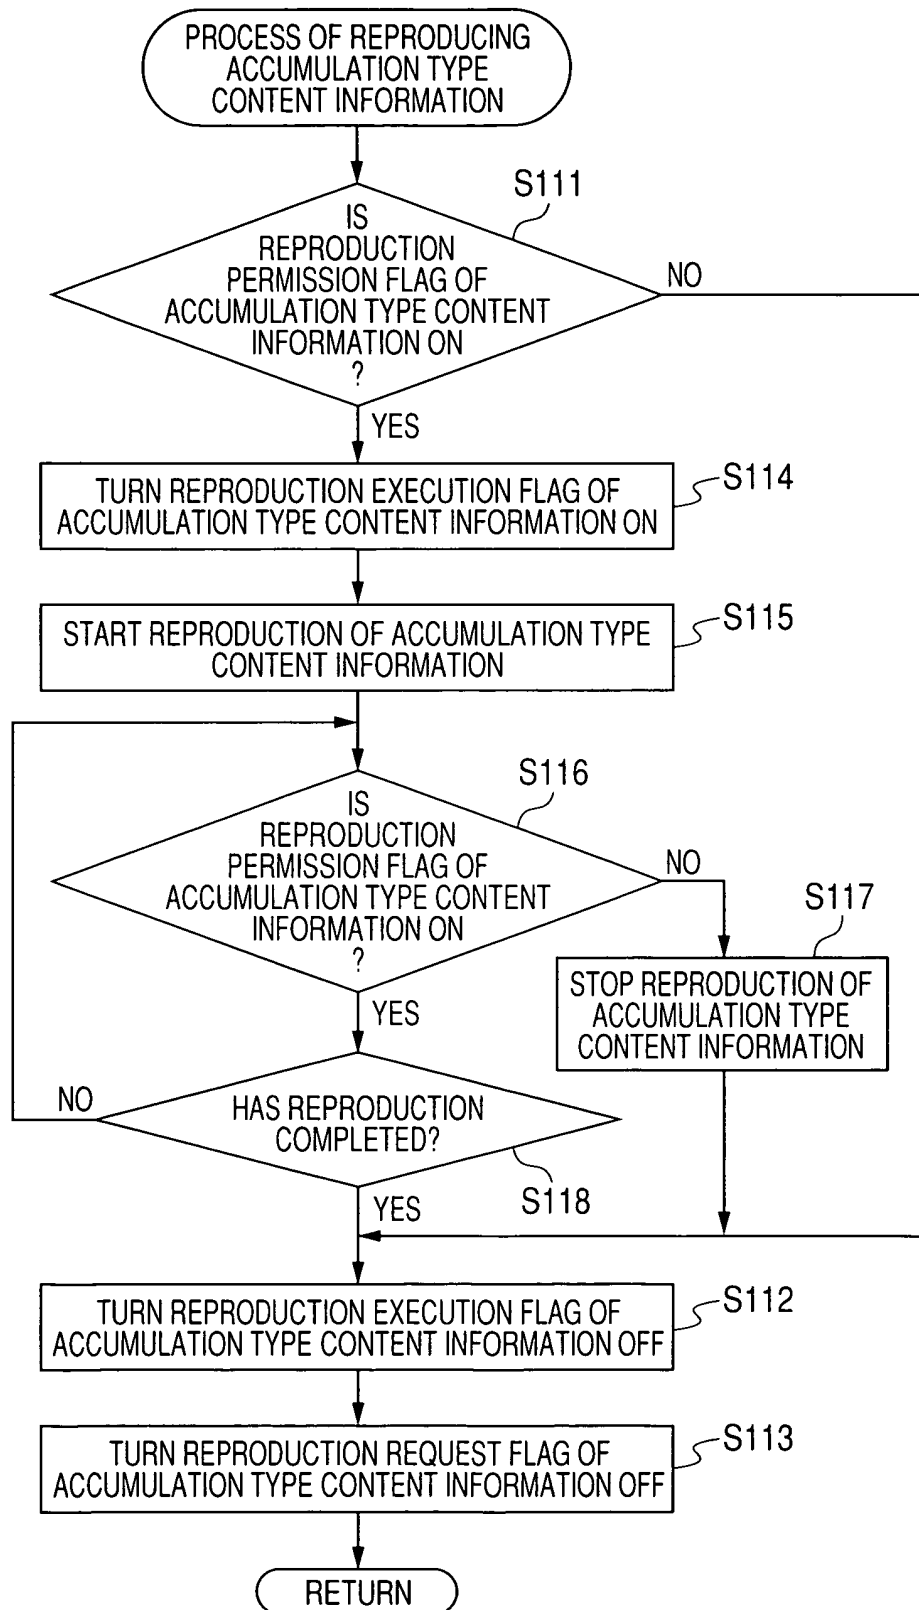 PROCESS OF REPRODUCING
ACCUMULATION TYPE
CONTENT INFORMATION
S111
IS
REPRODUCTION
PERMISSION FLAG OF
ACCUMULATION TYPE CONTENT
INFORMATION ON
?
NO
YES
S114
TURN REPRODUCTION EXECUTION FLAG OF
ACCUMULATION TYPE CONTENT INFORMATION ON
S115
START REPRODUCTION OF ACCUMULATION TYPE
CONTENT INFORMATION
S116
IS
REPRODUCTION
PERMISSION FLAG OF
ACCUMULATION TYPE CONTENT
INFORMATION ON
?
NO
S117
STOP REPRODUCTION OF
ACCUMULATION TYPE
CONTENT INFORMATION
YES
NO
HAS REPRODUCTION
COMPLETED?
S118
YES
S112
TURN REPRODUCTION EXECUTION FLAG OF
ACCUMULATION TYPE CONTENT INFORMATION OFF
S113
TURN REPRODUCTION REQUEST FLAG OF
ACCUMULATION TYPE CONTENT INFORMATION OFF
RETURN